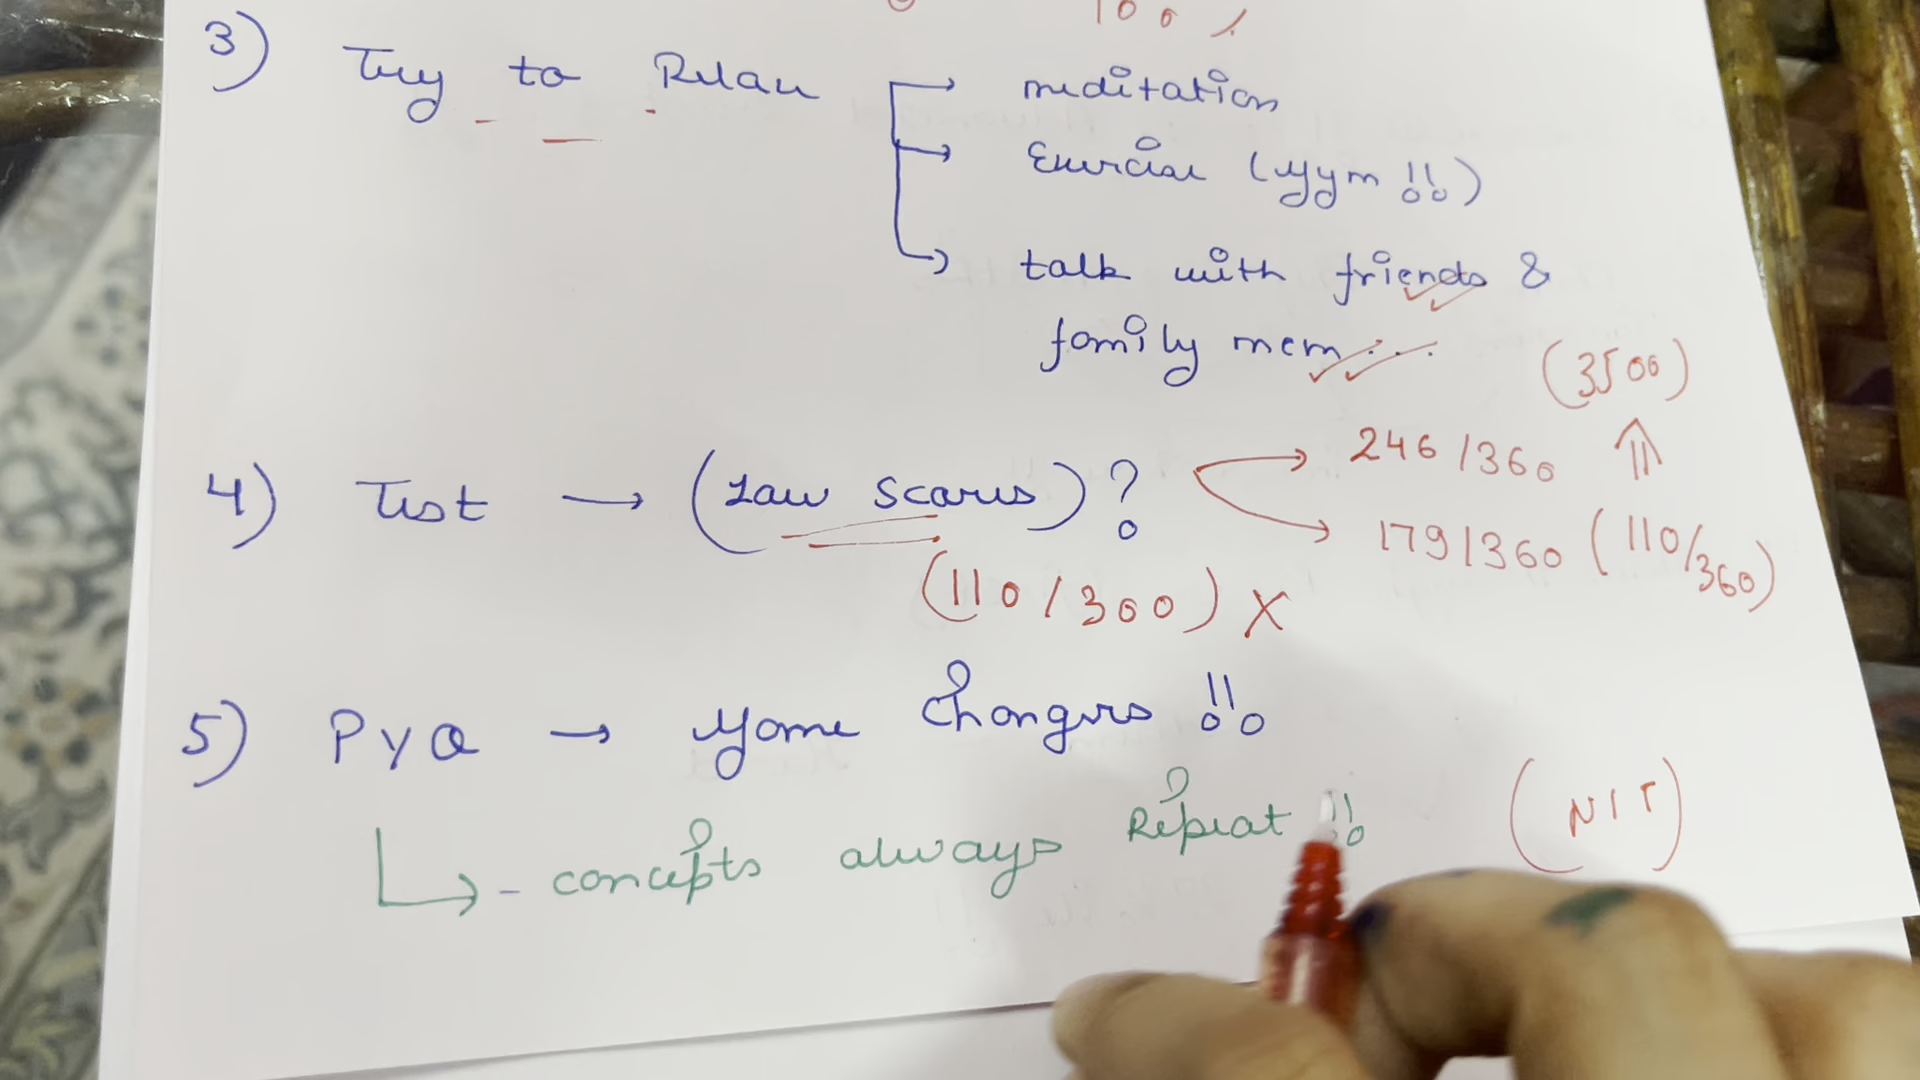 100 %
3) Try to Relax → meditation
→ Exercise (Gym !!)
→ talk with friends &
family mem...
(3500)
4) Test → (Low Scores) ? → 246/360
→ 179/360 (110/360)
(110/300) X
5) PYQ → Game Changers !!
→ - concepts always Repeat !!
(NIT)